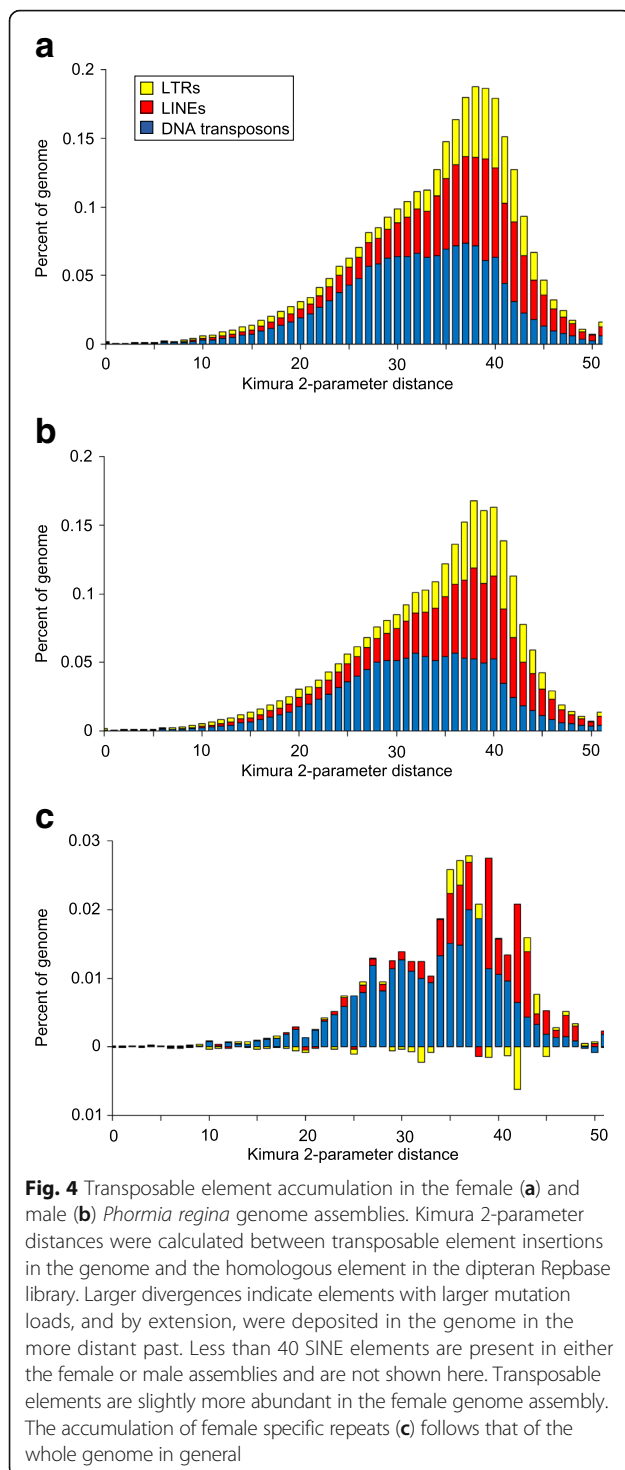 a
0.2
0.15
0.1
0.05
0
Percent of genome
LTRs
LINEs
DNA transposons
0 10 20 30 40 50
Kimura 2-parameter distance
b
0.2
0.15
0.1
0.05
0
Percent of genome
0 10 20 30 40 50
Kimura 2-parameter distance
c
0.03
0.02
0.01
0
0.01
Percent of genome
0 10 20 30 40 50
Kimura 2-parameter distance
Fig. 4 Transposable element accumulation in the female (a) and
male (b) Phormia regina genome assemblies. Kimura 2-parameter
distances were calculated between transposable element insertions
in the genome and the homologous element in the dipteran Repbase
library. Larger divergences indicate elements with larger mutation
loads, and by extension, were deposited in the genome in the
more distant past. Less than 40 SINE elements are present in either
the female or male assemblies and are not shown here. Transposable
elements are slightly more abundant in the female genome assembly.
The accumulation of female specific repeats (c) follows that of the
whole genome in general